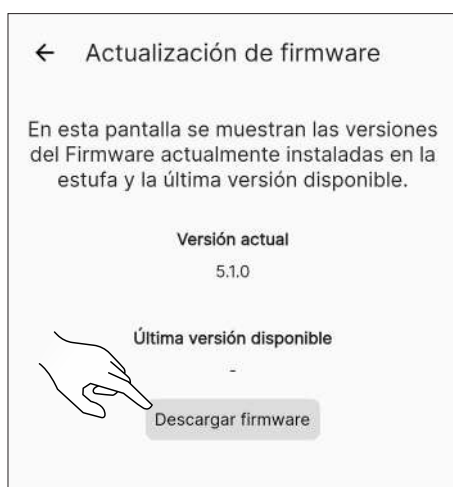 ← Actualización de firmware
En esta pantalla se muestran las versiones
del Firmware actualmente instaladas en la
estufa y la última versión disponible.
Versión actual
5.1.0
Última versión disponible
-
Descargar firmware